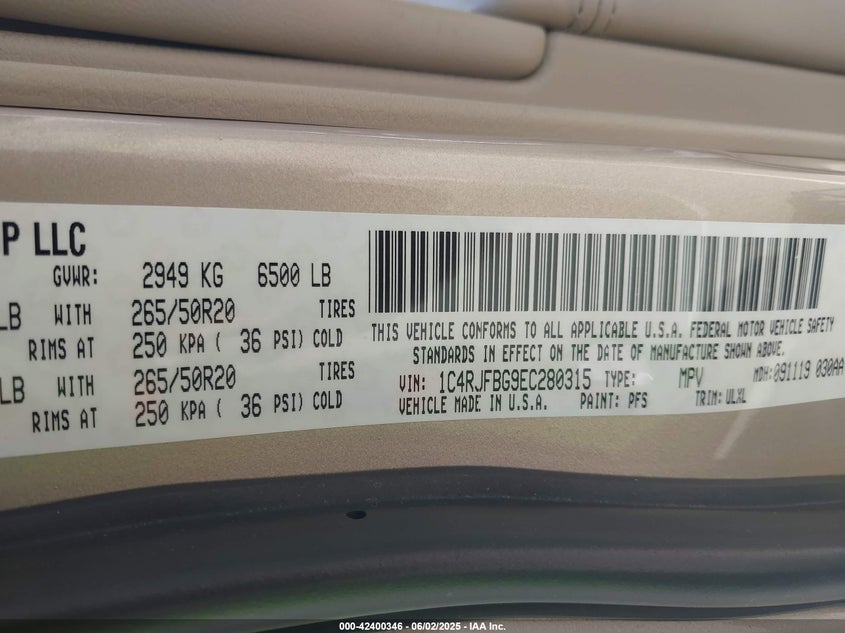 P LLC
GVWR: 2949 KG 6500 LB
LB WITH 265/50R20 TIRES
RIMS AT 250 KPA ( 36 PSI) COLD
LB WITH 265/50R20 TIRES
RIMS AT 250 KPA ( 36 PSI) COLD
THIS VEHICLE CONFORMS TO ALL APPLICABLE U.S.A. FEDERAL MOTOR VEHICLE SAFETY
STANDARDS IN EFFECT ON THE DATE OF MANUFACTURE SHOWN ABOVE.
VIN: 1C4RJFBG9EC280315 TYPE: MPV MDH: 091119 030AA
VEHICLE MADE IN U.S.A. PAINT: PFS TRIM: ULXL
000-42400346 - 06/02/2025 - IAA Inc.